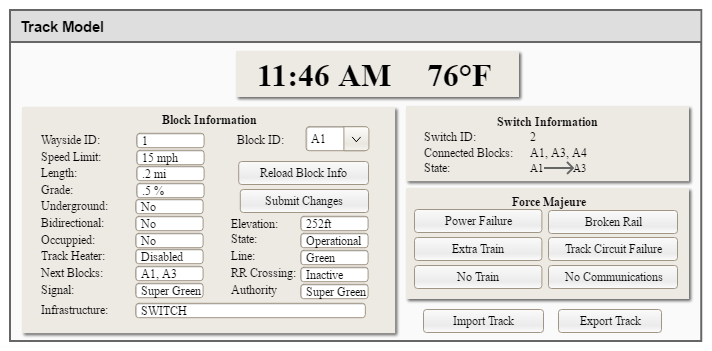 Track Model
11:46 AM 76°F
Block Information
Wayside ID: 1 Block ID: A1
Speed Limit: 15 mph
Length: .2 mi Reload Block Info
Grade: .5 %
Underground: No Submit Changes
Bidirectional: No Elevation: 252ft
Occuppied: No State: Operational
Track Heater: Disabled Line: Green
Next Blocks: A1, A3 RR Crossing: Inactive
Signal: Super Green Authority Super Green
Infrastructure: SWITCH
Switch Information
Switch ID: 2
Connected Blocks: A1, A3, A4
State: A1→A3
Force Majeure
Power Failure Broken Rail
Extra Train Track Circuit Failure
No Train No Communications
Import Track Export Track